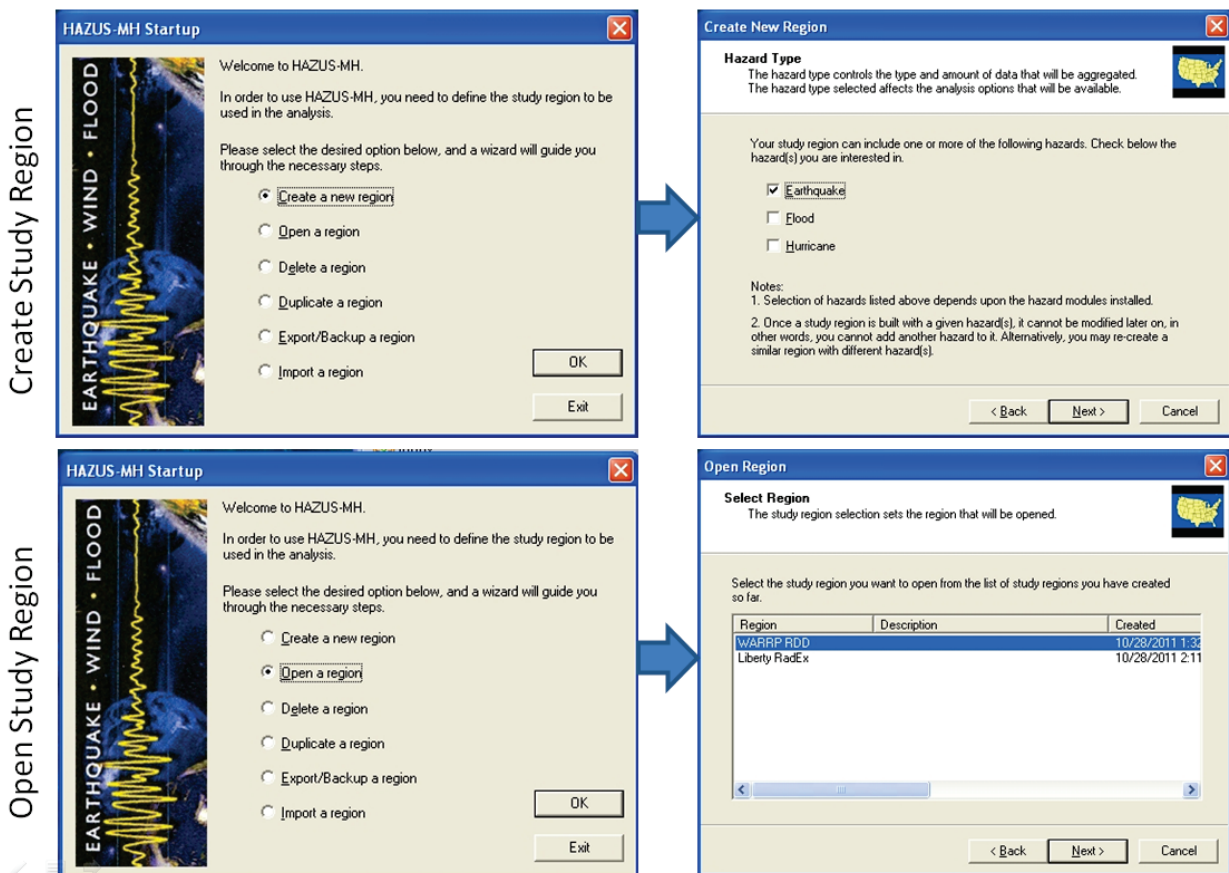 Create Study Region
HAZUS-MH Startup
EARTHQUAKE • WIND • FLOOD
Welcome to HAZUS-MH.
In order to use HAZUS-MH, you need to define the study region to be
used in the analysis.
Please select the desired option below, and a wizard will guide you
through the necessary steps.
Create a new region
Open a region
Delete a region
Duplicate a region
Export/Backup a region
Import a region
OK
Exit
Create New Region
Hazard Type
The hazard type controls the type and amount of data that will be aggregated.
The hazard type selected affects the analysis options that will be available.
Your study region can include one or more of the following hazards. Check below the
hazard(s) you are interested in.
Earthquake
Flood
Hurricane
Notes:
1. Selection of hazards listed above depends upon the hazard modules installed.
2. Once a study region is built with a given hazard(s), it cannot be modified later on, in
other words, you cannot add another hazard to it. Alternatively, you may re-create a
similar region with different hazard(s).
< Back
Next >
Cancel
Open Study Region
HAZUS-MH Startup
EARTHQUAKE • WIND • FLOOD
Welcome to HAZUS-MH.
In order to use HAZUS-MH, you need to define the study region to be
used in the analysis.
Please select the desired option below, and a wizard will guide you
through the necessary steps.
Create a new region
Open a region
Delete a region
Duplicate a region
Export/Backup a region
Import a region
OK
Exit
Open Region
Select Region
The study region selection sets the region that will be opened.
Select the study region you want to open from the list of study regions you have created
so far.
Region Description Created
WARRP RDD 10/28/2011 1:32
Liberty RadEx 10/28/2011 2:11
< Back
Next >
Cancel